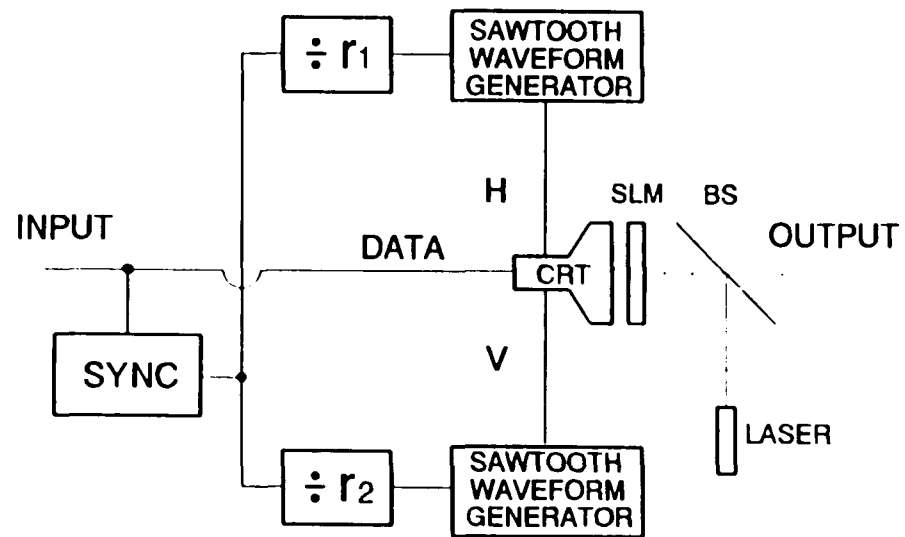 ÷ r1
SAWTOOTH
WAVEFORM
GENERATOR
H
SLM
BS
INPUT
DATA
CRT
OUTPUT
V
SYNC
LASER
÷ r2
SAWTOOTH
WAVEFORM
GENERATOR